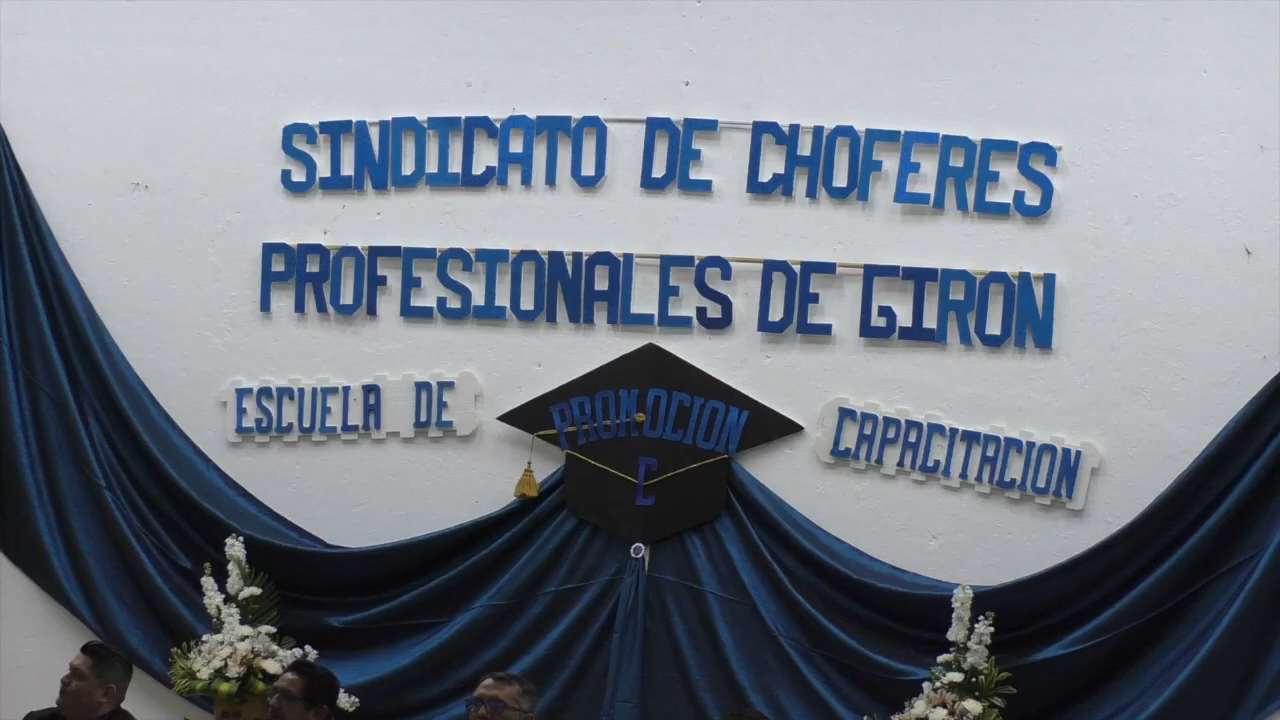 SINDICATO DE CHOFERES
PROFESIONALES DE GIRON
ESCUELA DE
PROMOCION
C
CAPACITACION